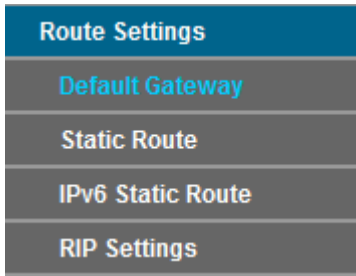 Route Settings
Default Gateway
Static Route
IPv6 Static Route
RIP Settings